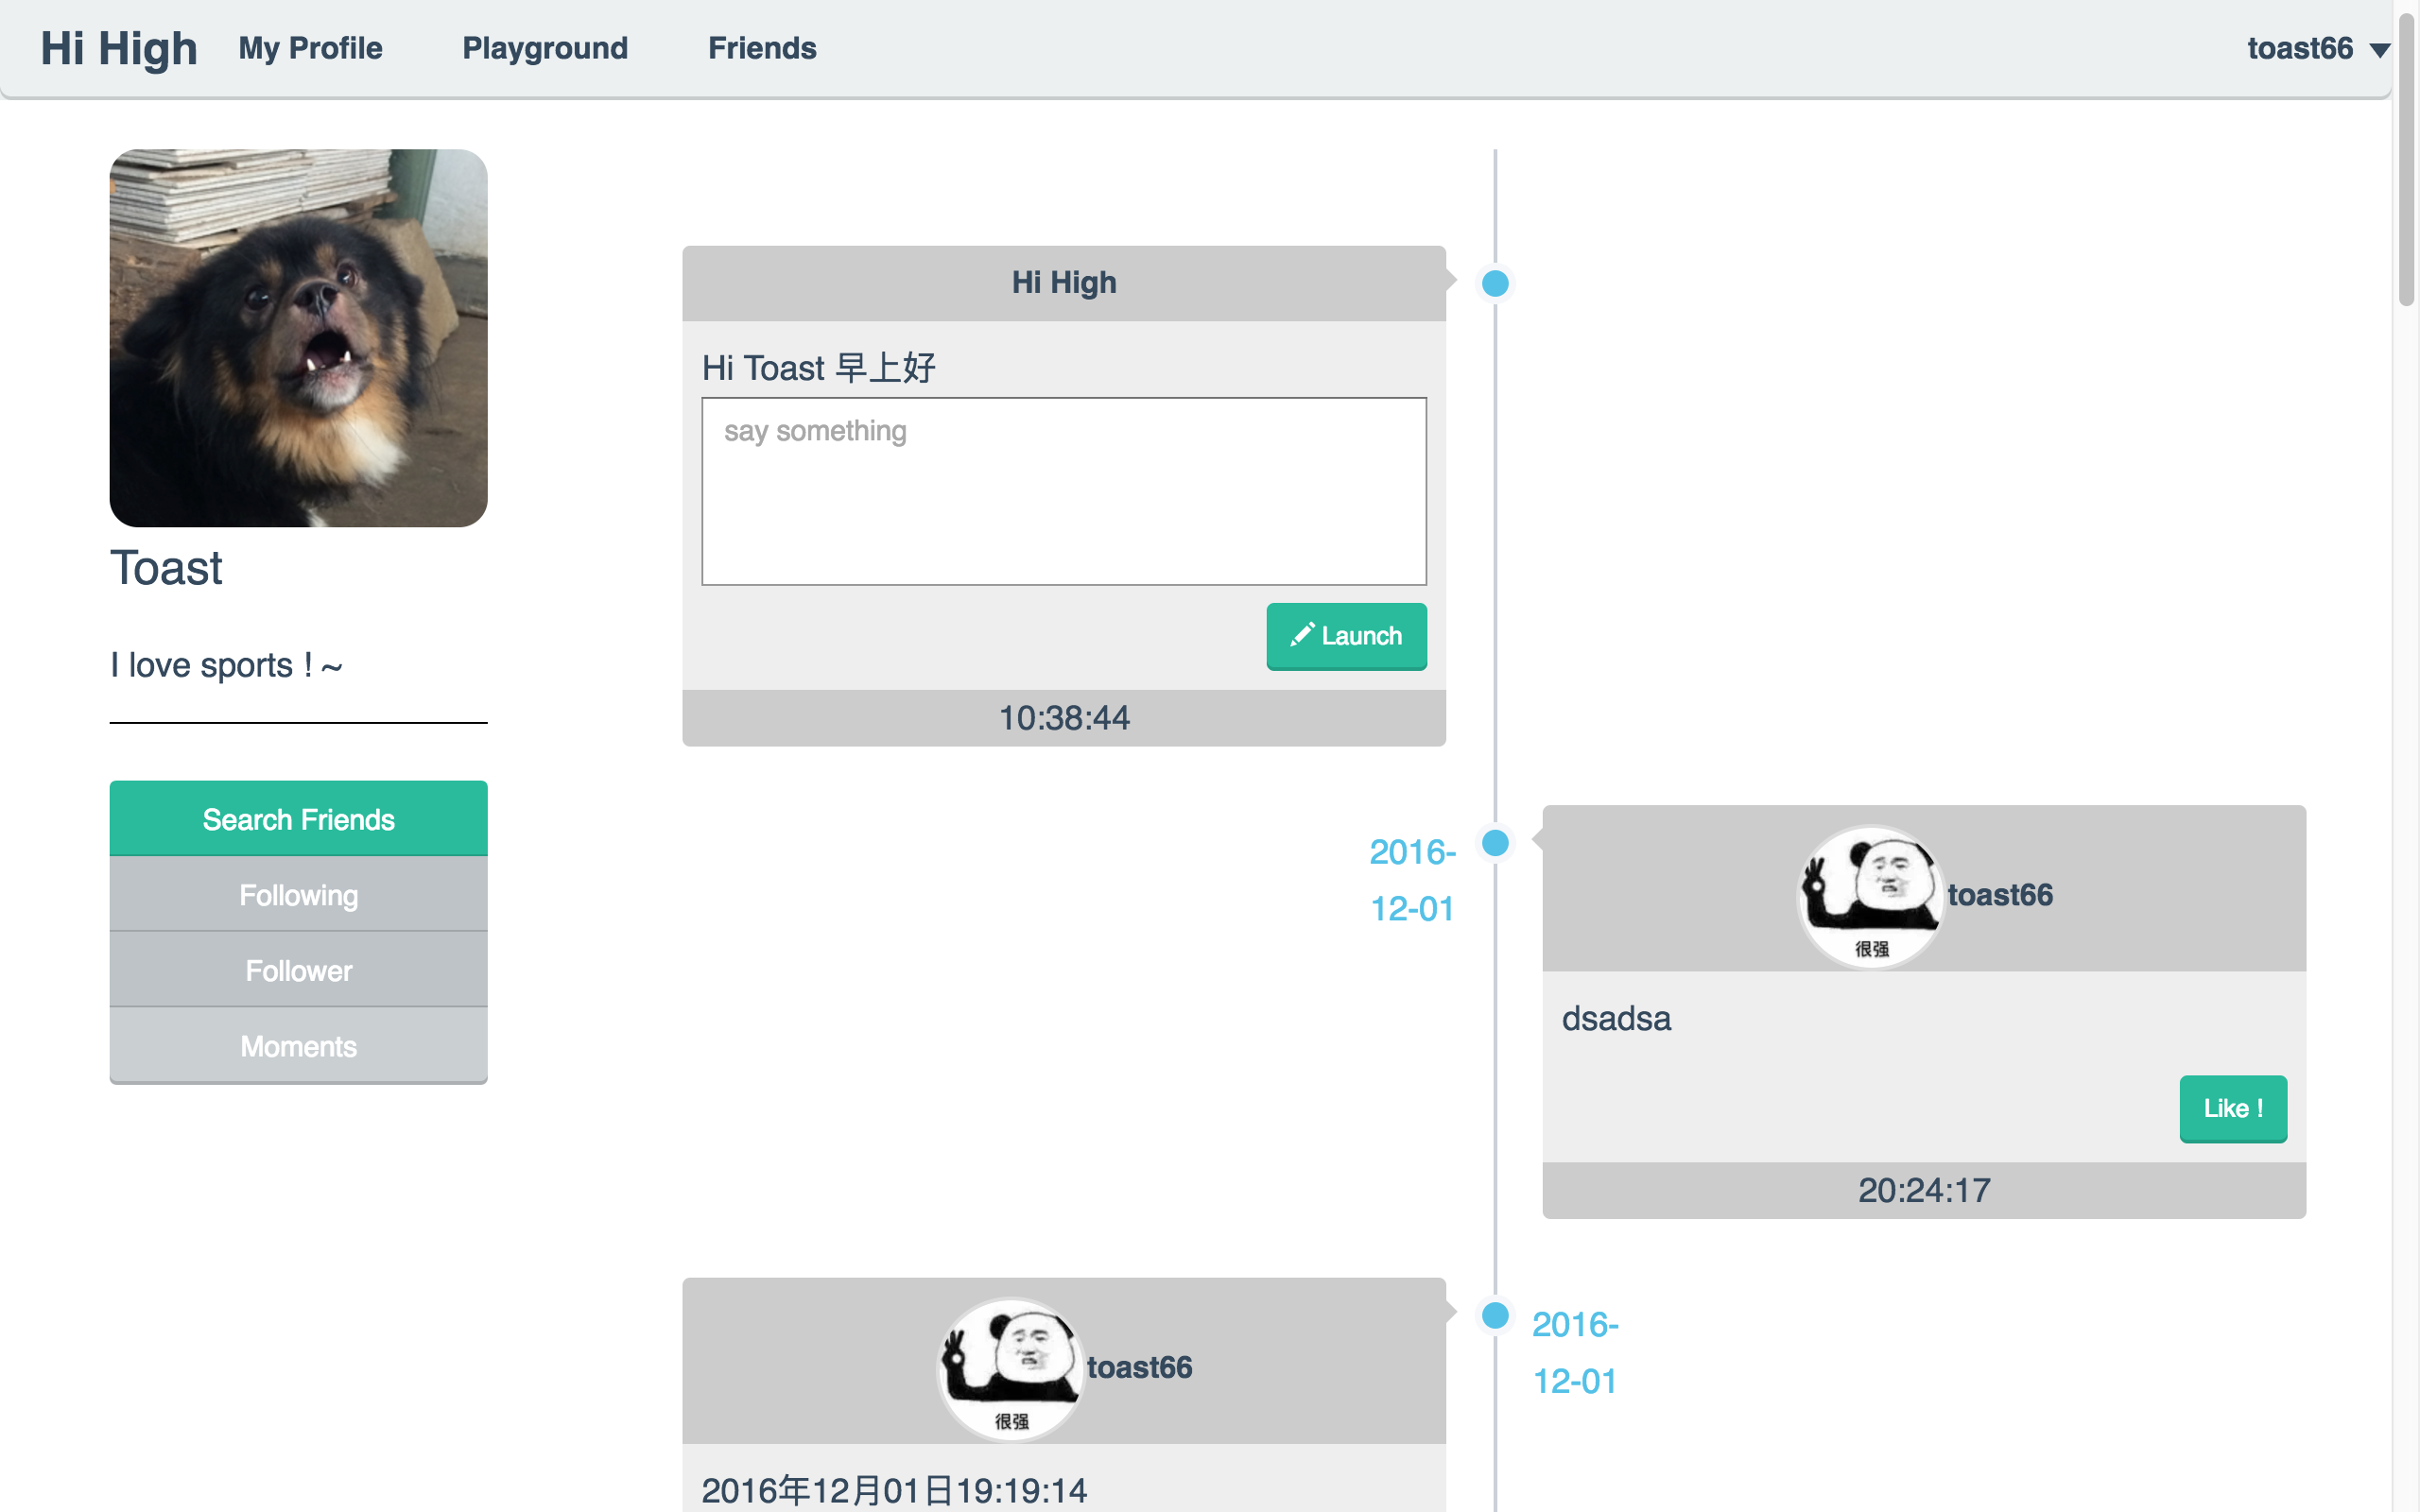 Hi High My Profile Playground Friends toast66
Toast
I love sports ! ~
Search Friends
Following
Follower
Moments
Hi High
Hi Toast 早上好
say something
Launch
10:38:44
2016-
12-01
很强
toast66
dsadsa
Like !
20:24:17
很强
toast66
2016-
12-01
2016年12月01日19:19:14